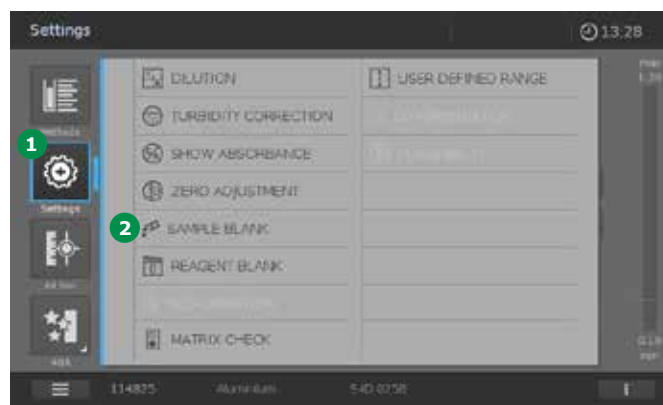 Settings
13:28
DILUTION
USER DEFINED RANGE
TURBIDITY CORRECTION
1
SHOW ABSORBANCE
ZERO ADJUSTMENT
Settings
2
SAMPLE BLANK
REAGENT BLANK
MATRIX CHECK
AQA
114825
Aluminium